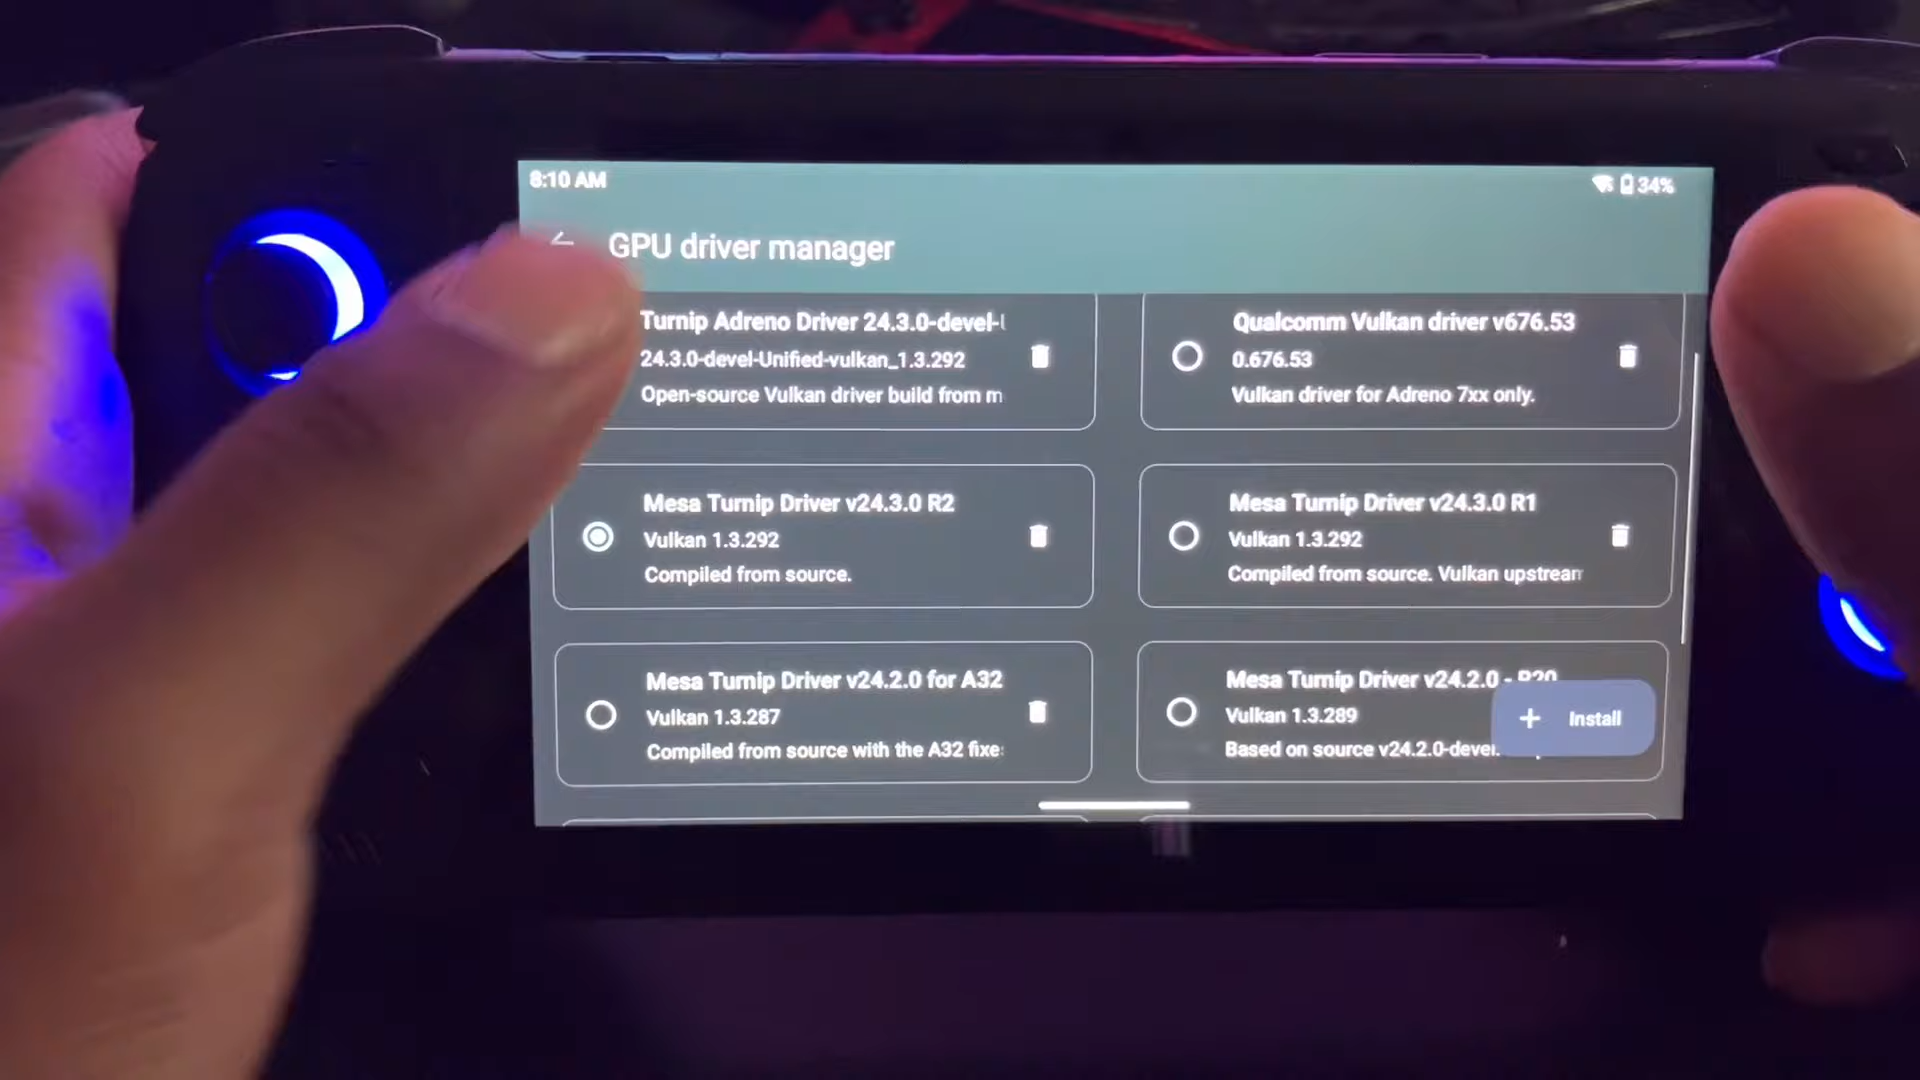 8:10 AM
34%
GPU driver manager
Turnip Adreno Driver 24.3.0-devel-
24.3.0-devel-Unified-vulkan_1.3.292
Open-source Vulkan driver build from m
Qualcomm Vulkan driver v676.53
0.676.53
Vulkan driver for Adreno 7xx only.
Mesa Turnip Driver v24.3.0 R2
Vulkan 1.3.292
Compiled from source.
Mesa Turnip Driver v24.3.0 R1
Vulkan 1.3.292
Compiled from source. Vulkan upstream
Mesa Turnip Driver v24.2.0 for A32
Vulkan 1.3.287
Compiled from source with the A32 fixe
Mesa Turnip Driver v24.2.0 - R20
Vulkan 1.3.289
Based on source v24.2.0-devel.
+ Install